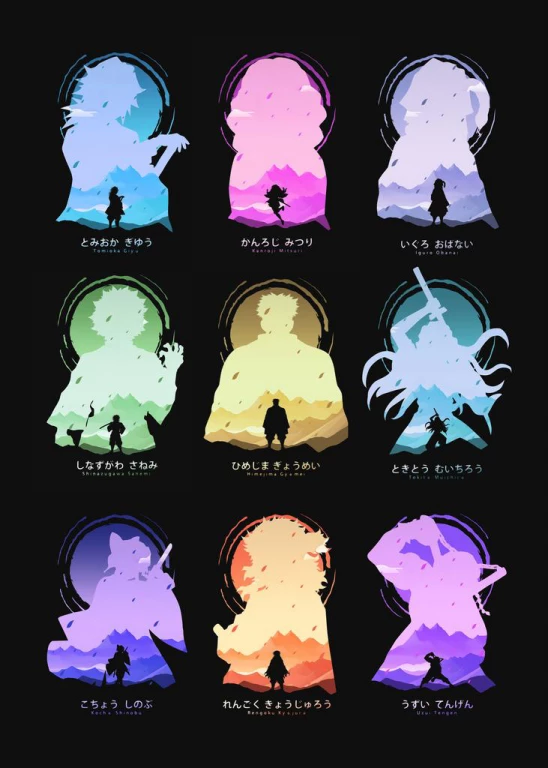 とみおか ぎゆう
Tomioka Giyu
かんろじ みつり
Kanroji Mitsuri
いぐろ おばない
Iguro Obanai
しなずがわ さねみ
Shinazugawa Sanemi
ひめじま ぎょうめい
Himejima Gyomei
ときとう むいちろう
Tokito Muichiro
こちょう しのぶ
Kocho Shinobu
れんごく きょうじゅろう
Rengoku Kyojuro
うずい てんげん
Uzui Tengen